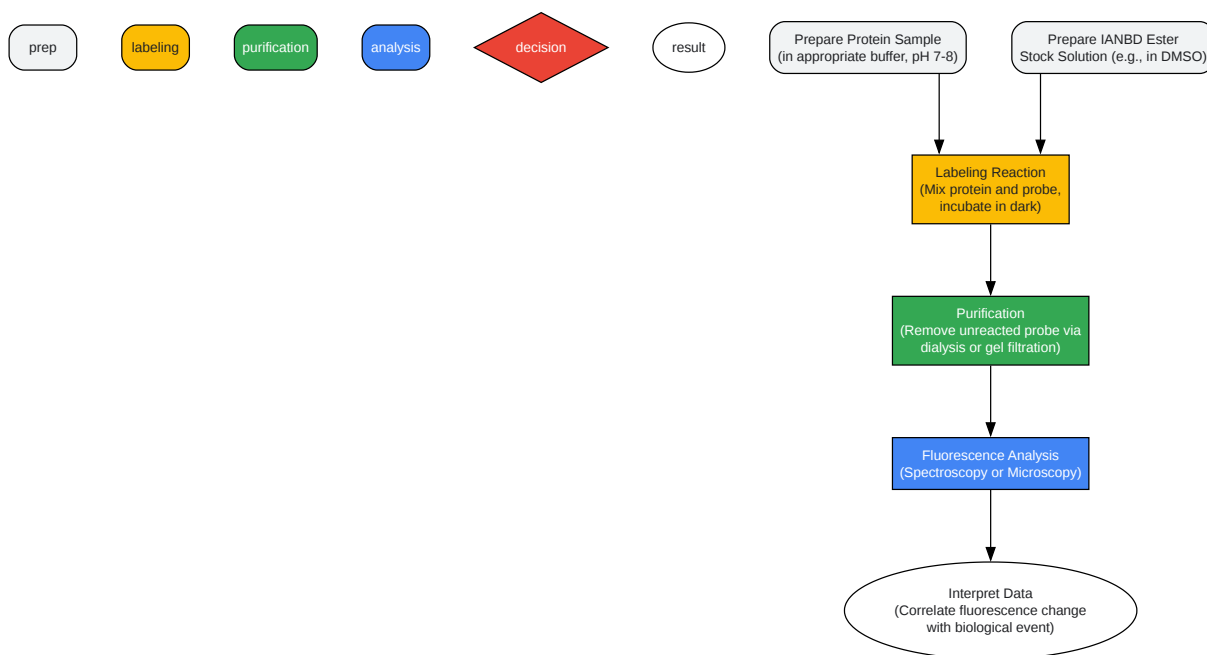 prep
labeling
purification
analysis
decision
result
Prepare Protein Sample
(in appropriate buffer, pH 7-8)
Prepare IANBD Ester
Stock Solution (e.g., in DMSO)
Labeling Reaction
(Mix protein and probe,
incubate in dark)
Purification
(Remove unreacted probe via
dialysis or gel filtration)
Fluorescence Analysis
(Spectroscopy or Microscopy)
Interpret Data
(Correlate fluorescence change
with biological event)